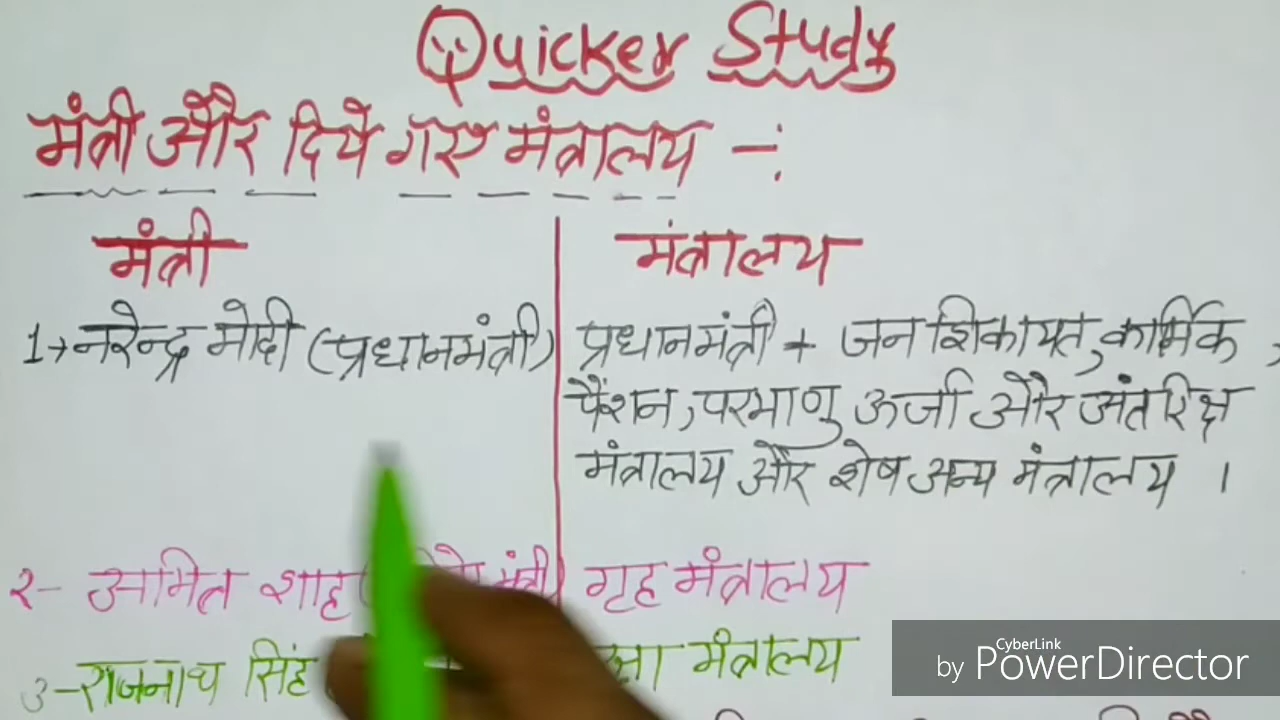 Quicker Study
मंत्री और दिये गए मंत्रालय -:
मंत्री
मंत्रालय
1→ नरेन्द्र मोदी (प्रधानमंत्री)
प्रधानमंत्री + जन शिकायत, कार्मिक,
पैंशन, परमाणु ऊर्जा और अंतरिक्ष
मंत्रालय और शेष अन्य मंत्रालय ।
2- अमित शाह
मंत्री)
गृह मंत्रालय
3- राजनाथ सिंह
मंत्रालय
CyberLink
by PowerDirector